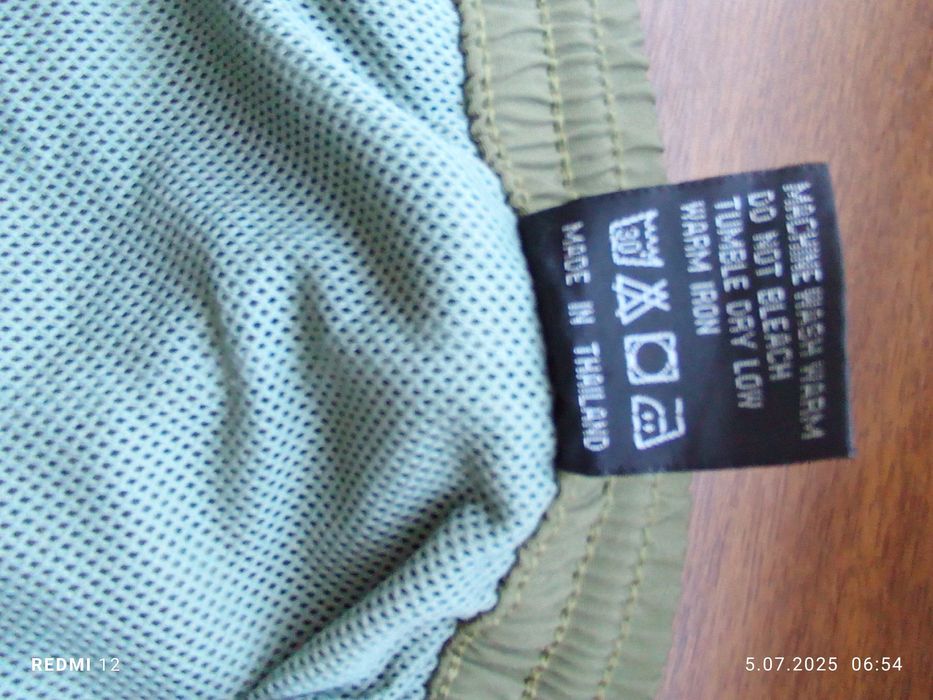 MACHINE WASH WARM
DO NOT BLEACH
TUMBLE DRY LOW
WARM IRON
30
MADE IN THAILAND
REDMI 12
5.07.2025 06:54